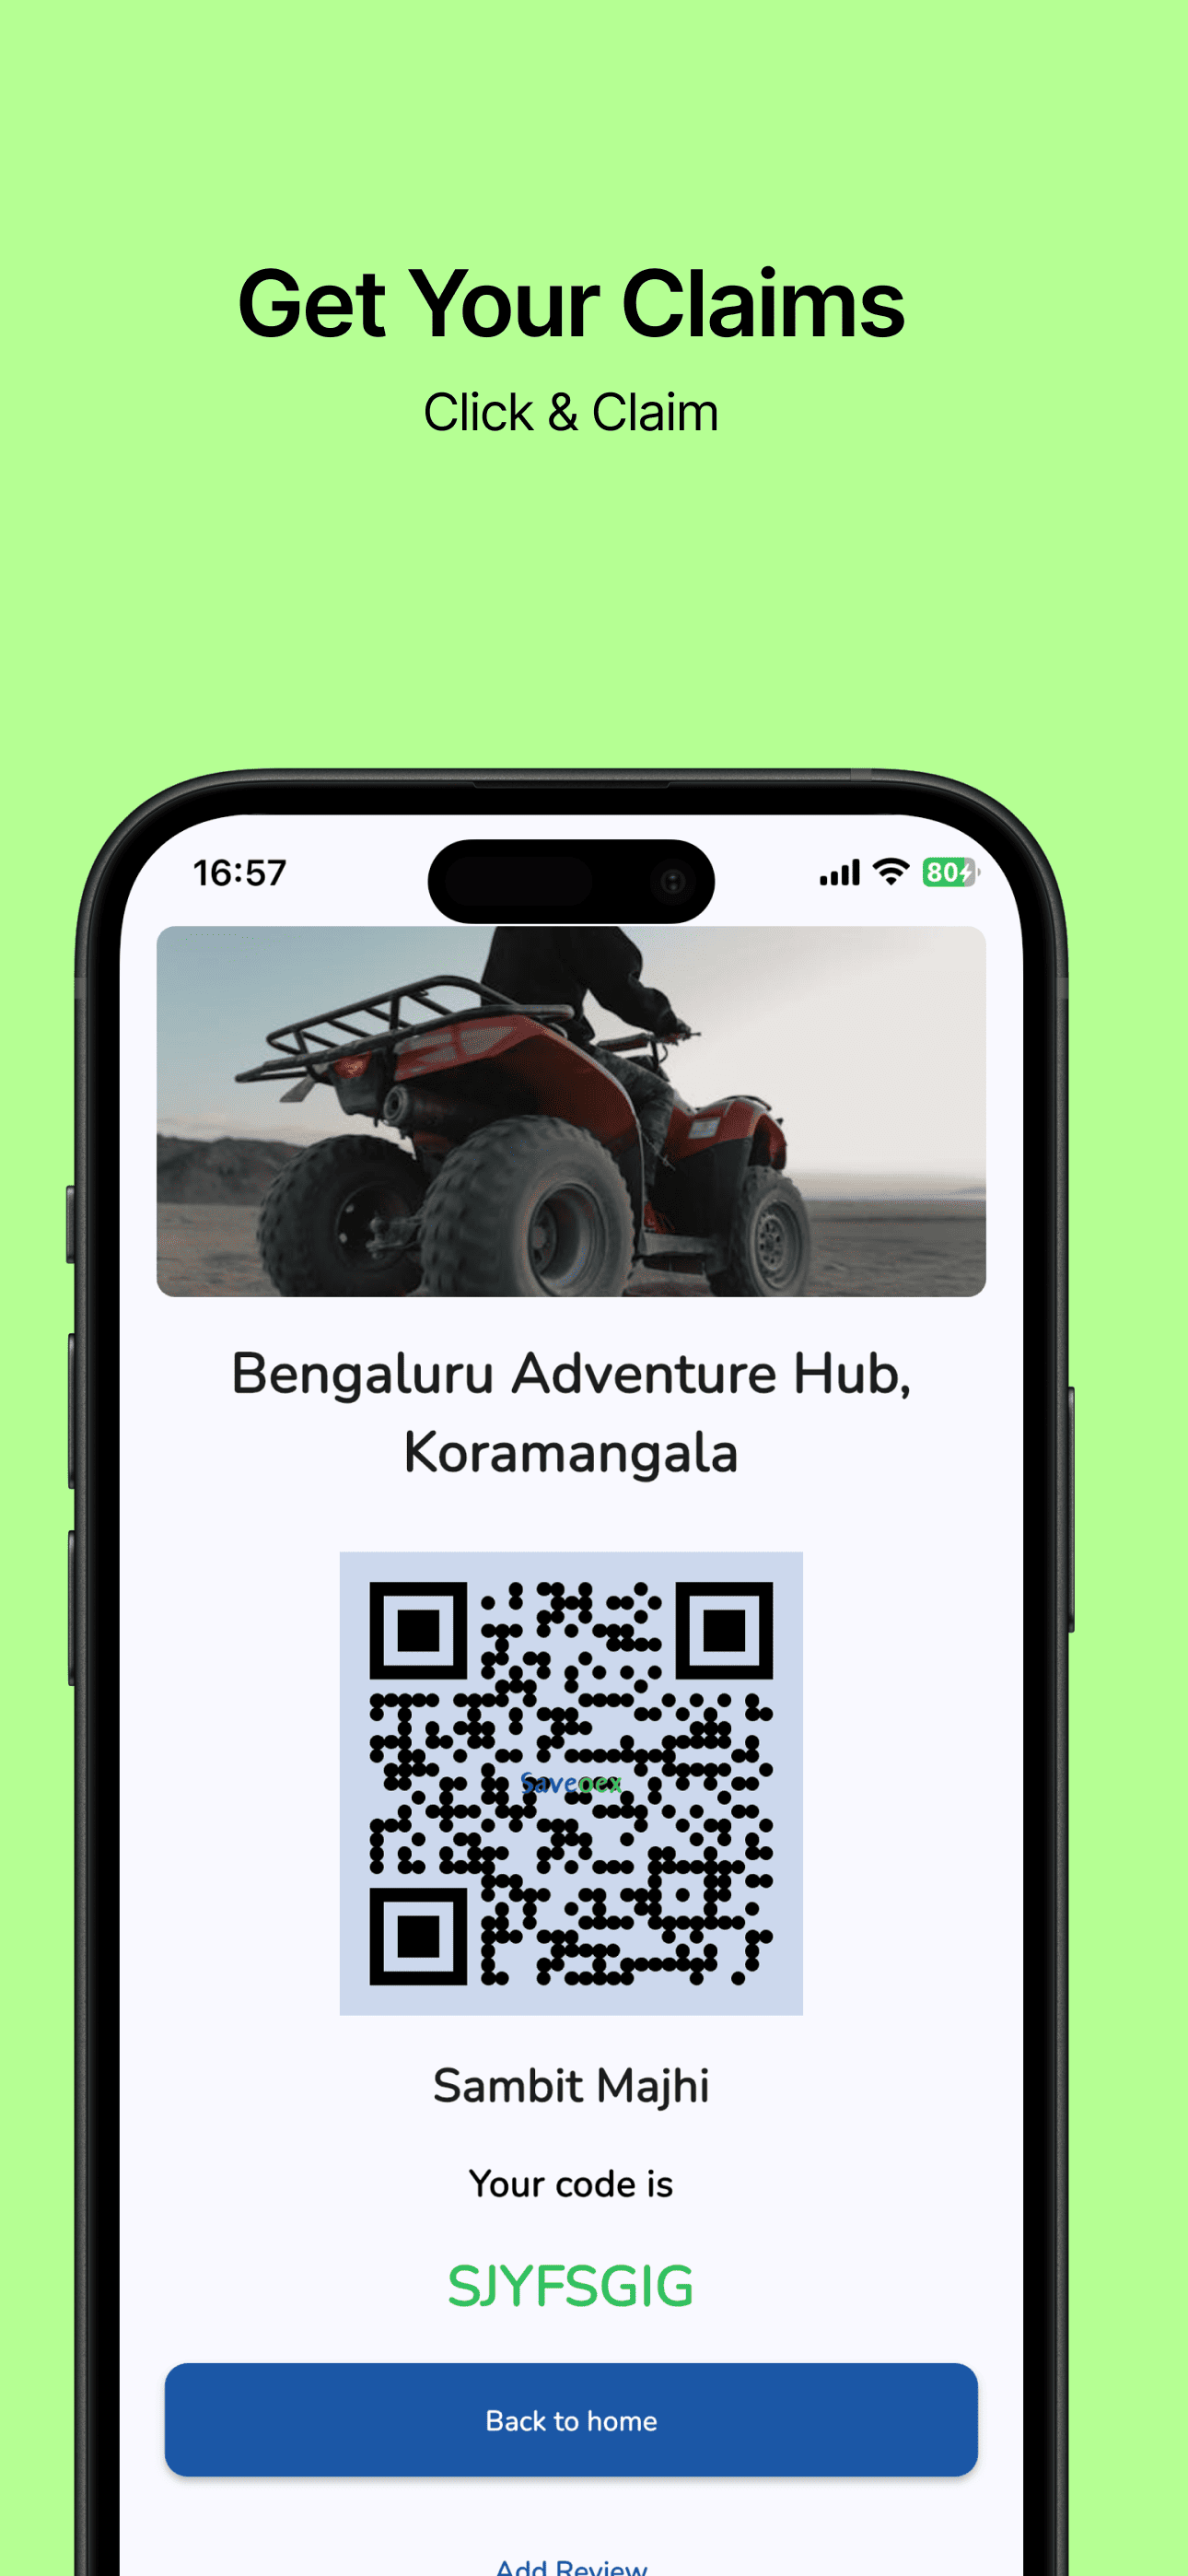 Get Your Claims
Click & Claim
16:57
80
Bengaluru Adventure Hub,
Koramangala
Saveoex
Sambit Majhi
Your code is
SJYFSGIG
Back to home
Add Review